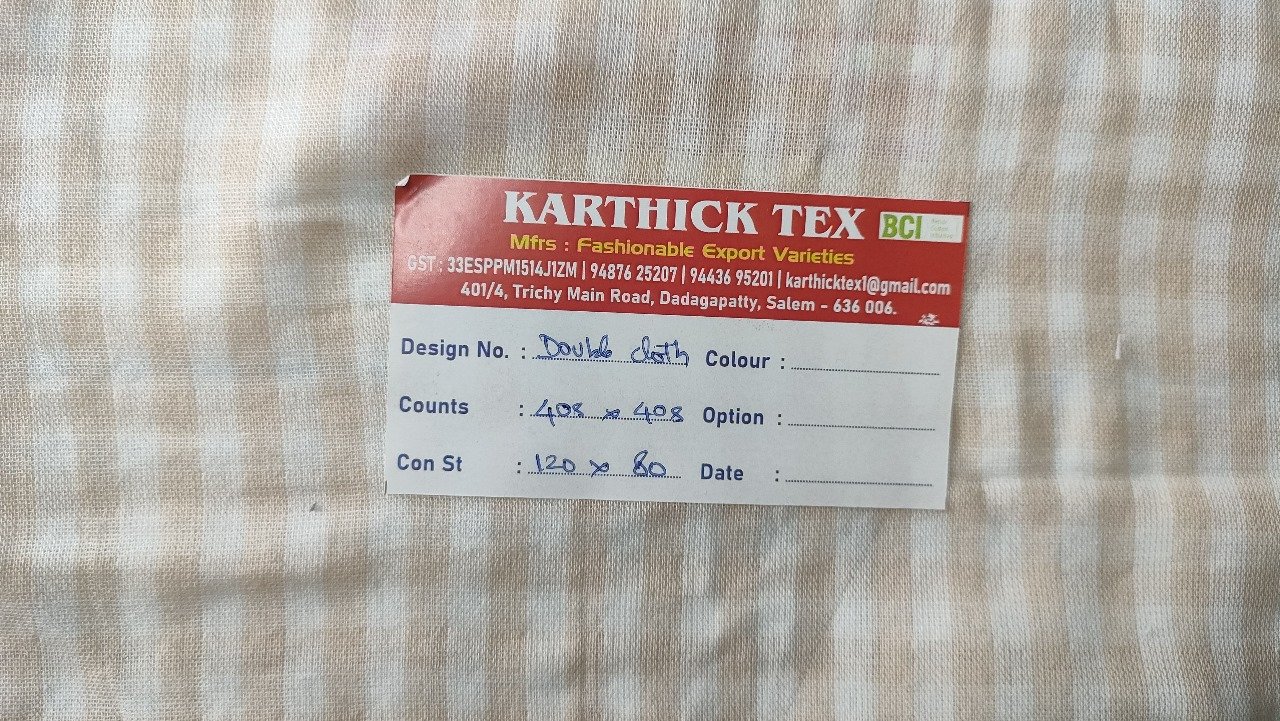 KARTHICK TEX BCI
Mfrs : Fashionable Export Varieties
GST : 33ESPPM1514J1ZM | 94876 25207 | 94436 95201 | karthicktex1@gmail.com
401/4, Trichy Main Road, Dadagapatty, Salem - 636 006.
Design No. : Double cloth Colour :
Counts : 40s x 40s Option :
Con St : 120 x 80 Date :